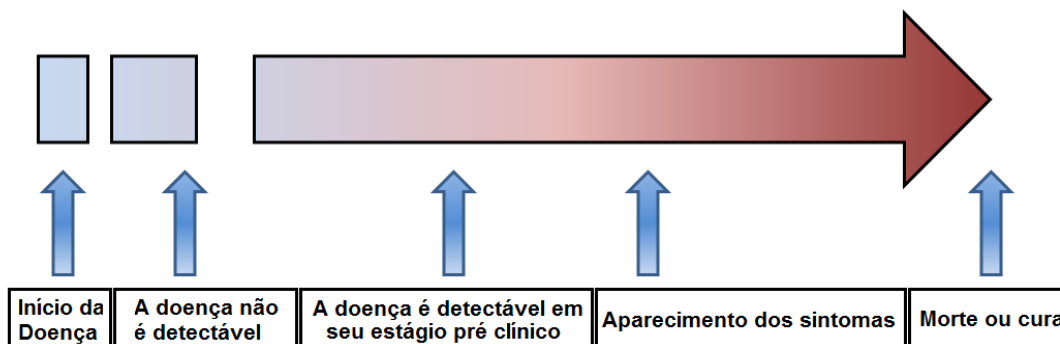 Início da
Doença
A doença não
é detectável
A doença é detectável em
seu estágio pré clínico
Aparecimento dos sintomas
Morte ou cura